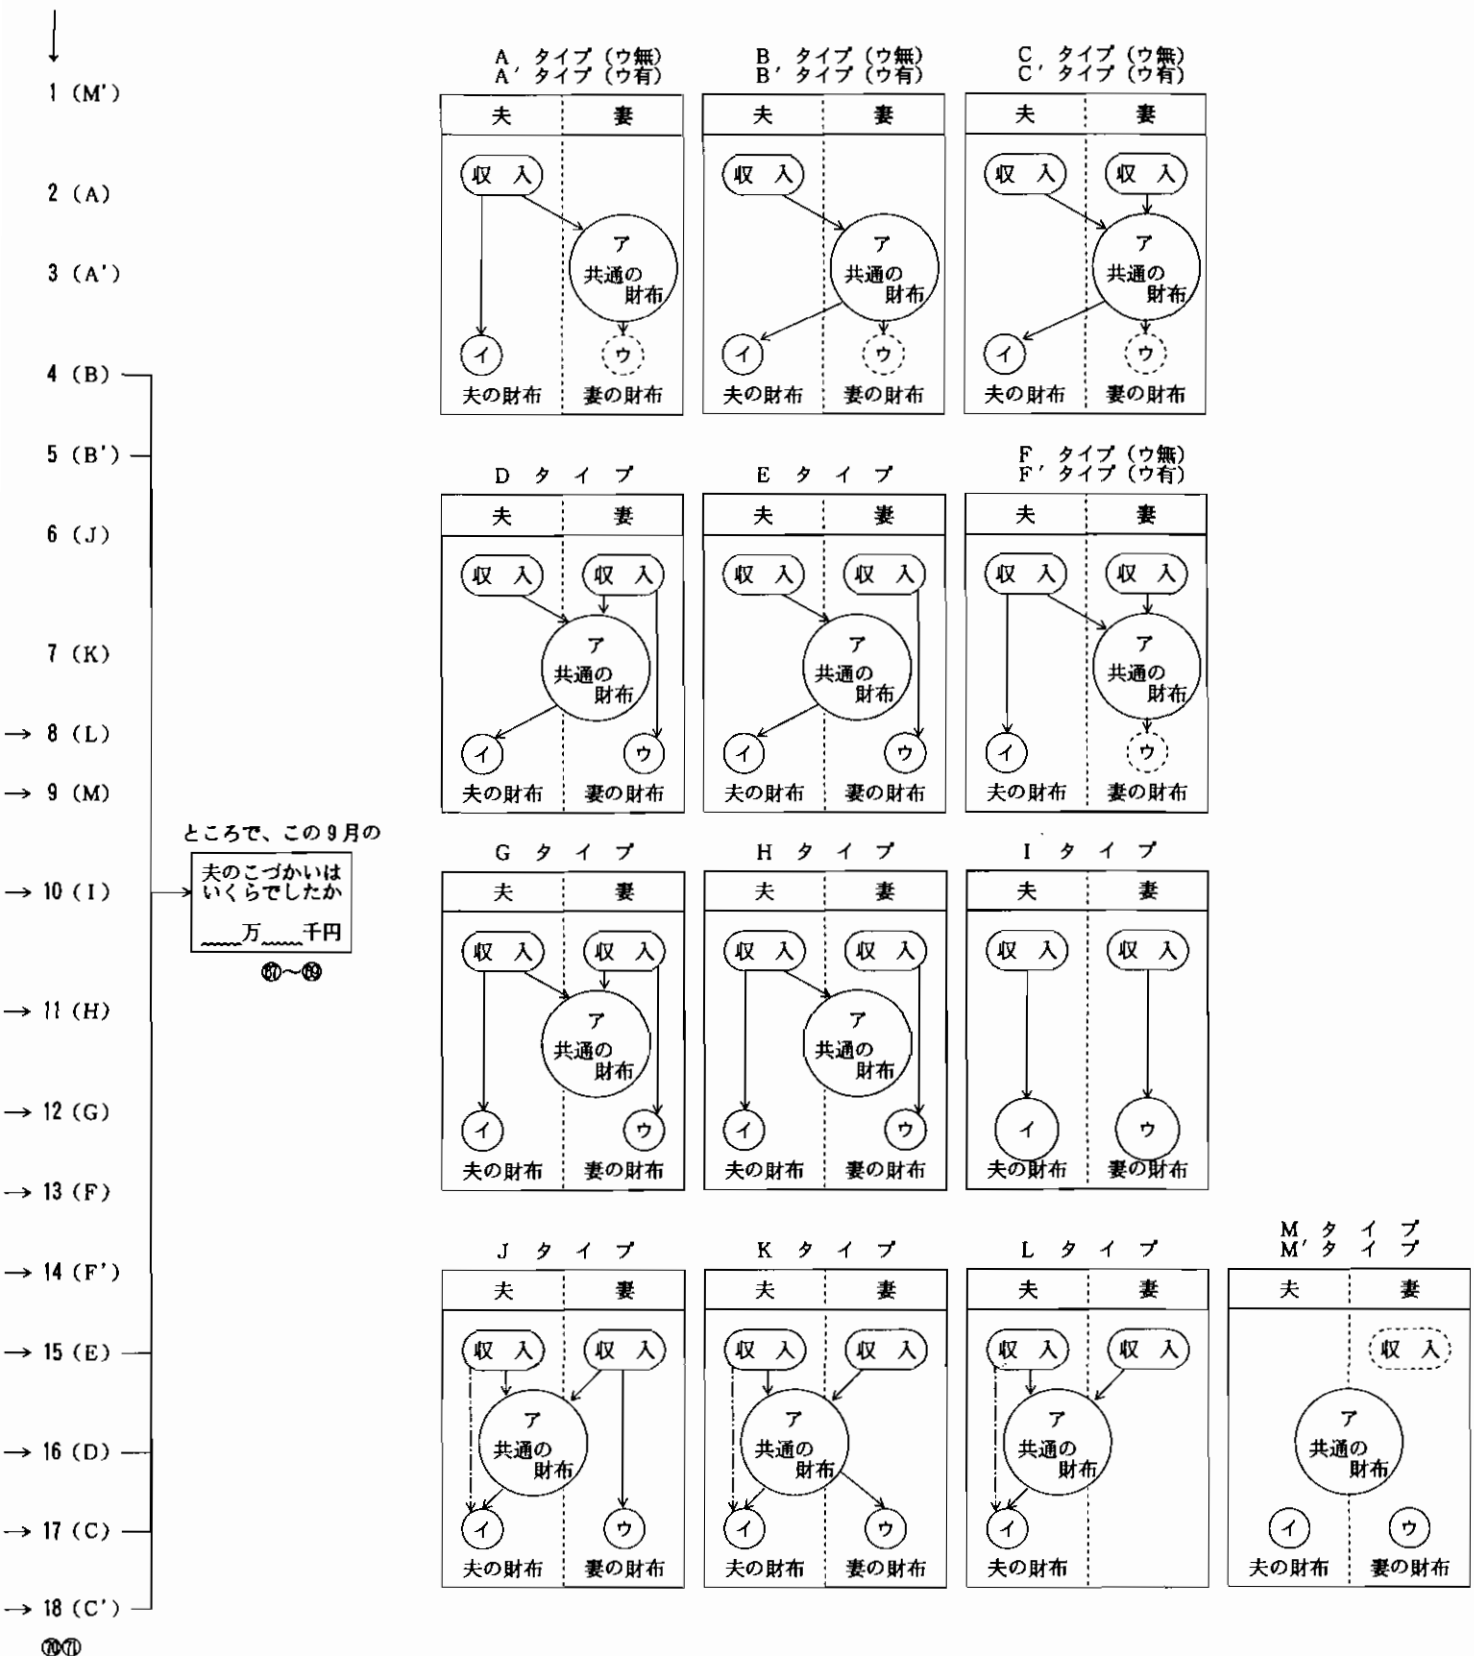 1 (M')
2 (A)
3 (A')
4 (B)
5 (B')
6 (J)
7 (K)
→ 8 (L)
→ 9 (M)
→ 10 (I)
→ 11 (H)
→ 12 (G)
→ 13 (F)
→ 14 (F')
→ 15 (E)
→ 16 (D)
→ 17 (C)
→ 18 (C')
⑳㉑
ところで、この9月の
夫のこづかいは
いくらでしたか
万 千円
A タイプ (ウ無)
A' タイプ (ウ有)
夫 妻
収 入
ア
共通の
財布
イ ウ
夫の財布 妻の財布
B タイプ (ウ無)
B' タイプ (ウ有)
夫 妻
収 入
ア
共通の
財布
イ ウ
夫の財布 妻の財布
C タイプ (ウ無)
C' タイプ (ウ有)
夫 妻
収 入 収 入
ア
共通の
財布
イ ウ
夫の財布 妻の財布
D タ イ プ
夫 妻
収 入 収 入
ア
共通の
財布
イ ウ
夫の財布 妻の財布
E タ イ プ
夫 妻
収 入 収 入
ア
共通の
財布
イ ウ
夫の財布 妻の財布
F タイプ (ウ無)
F' タイプ (ウ有)
夫 妻
収 入 収 入
ア
共通の
財布
イ ウ
夫の財布 妻の財布
G タ イ プ
夫 妻
収 入 収 入
ア
共通の
財布
イ ウ
夫の財布 妻の財布
H タ イ プ
夫 妻
収 入 収 入
ア
共通の
財布
イ ウ
夫の財布 妻の財布
I タ イ プ
夫 妻
収 入 収 入
イ ウ
夫の財布 妻の財布
J タ イ プ
夫 妻
収 入 収 入
ア
共通の
財布
イ ウ
夫の財布 妻の財布
K タ イ プ
夫 妻
収 入 収 入
ア
共通の
財布
イ ウ
夫の財布 妻の財布
L タ イ プ
夫 妻
収 入 収 入
ア
共通の
財布
イ
夫の財布
M タ イ プ
M' タ イ プ
夫 妻
収 入
ア
共通の
財布
イ ウ
夫の財布 妻の財布